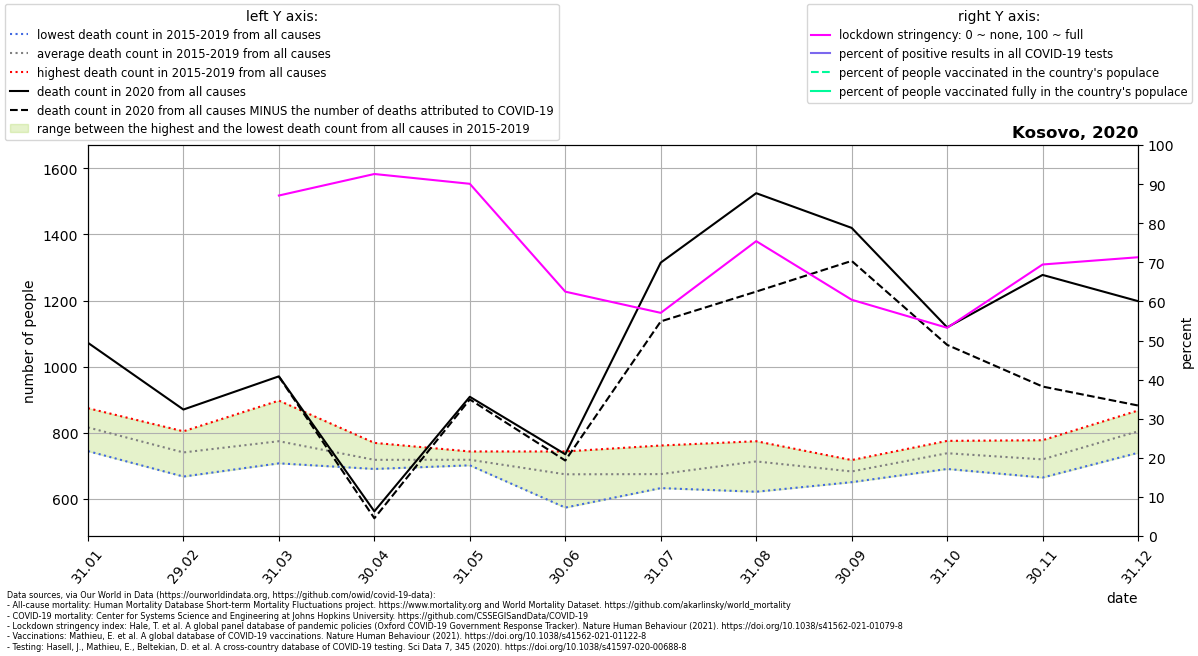 left Y axis:
lowest death count in 2015-2019 from all causes
average death count in 2015-2019 from all causes
highest death count in 2015-2019 from all causes
death count in 2020 from all causes
death count in 2020 from all causes MINUS the number of deaths attributed to COVID-19
range between the highest and the lowest death count from all causes in 2015-2019
right Y axis:
lockdown stringency: 0 ~ none, 100 ~ full
percent of positive results in all COVID-19 tests
percent of people vaccinated in the country's populace
percent of people vaccinated fully in the country's populace
Kosovo, 2020
number of people
1600
1400
1200
1000
800
600
100
90
80
70
60
50
40
30
20
10
0
percent
31.01
29.02
31.03
30.04
31.05
30.06
31.07
31.08
30.09
31.10
30.11
31.12
date
Data sources, via Our World in Data (https://ourworldindata.org, https://github.com/owid/covid-19-data):
- All-cause mortality: Human Mortality Database Short-term Mortality Fluctuations project. https://www.mortality.org and World Mortality Dataset. https://github.com/akarlinsky/world_mortality
- COVID-19 mortality: Center for Systems Science and Engineering at Johns Hopkins University. https://github.com/CSSEGISandData/COVID-19
- Lockdown stringency index: Hale, T. et al. A global panel database of pandemic policies (Oxford COVID-19 Government Response Tracker). Nature Human Behaviour (2021). https://doi.org/10.1038/s41562-021-01079-8
- Vaccinations: Mathieu, E. et al. A global database of COVID-19 vaccinations. Nature Human Behaviour (2021). https://doi.org/10.1038/s41562-021-01122-8
- Testing: Hasell, J., Mathieu, E., Beltekian, D. et al. A cross-country database of COVID-19 testing. Sci Data 7, 345 (2020). https://doi.org/10.1038/s41597-020-00688-8